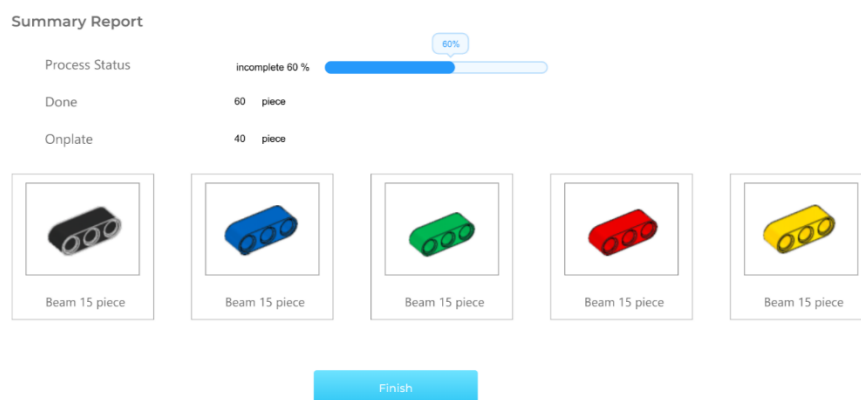 Summary Report
60%
Process Status incomplete 60 %
Done 60 piece
Onplate 40 piece
Beam 15 piece Beam 15 piece Beam 15 piece Beam 15 piece Beam 15 piece
Finish